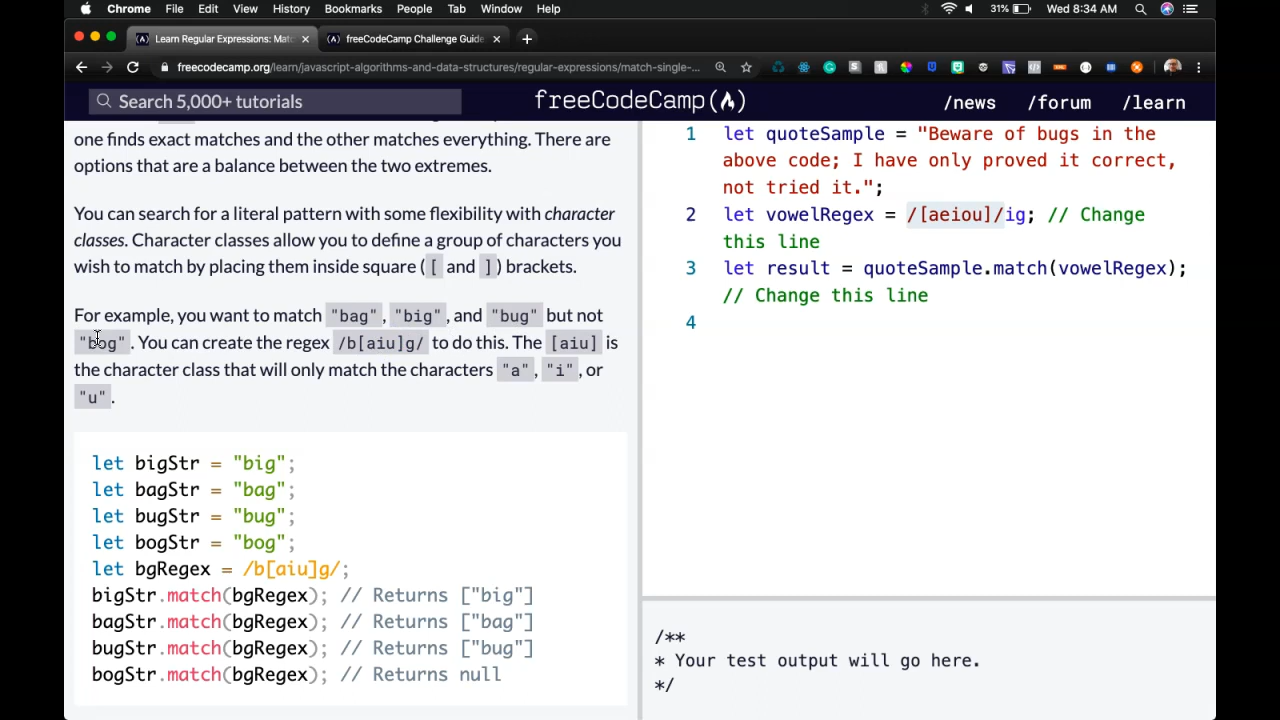 Chrome File Edit View History Bookmarks People Tab Window Help 31% Wed 8:34 AM
Learn Regular Expressions: Matc × freeCodeCamp Challenge Guide × +
freecodecamp.org/learn/javascript-algorithms-and-data-structures/regular-expressions/match-single-...
Search 5,000+ tutorials freeCodeCamp /news /forum /learn
one finds exact matches and the other matches everything. There are
options that are a balance between the two extremes.
You can search for a literal pattern with some flexibility with character
classes. Character classes allow you to define a group of characters you
wish to match by placing them inside square ( [ and ] ) brackets.
For example, you want to match "bag", "big", and "bug" but not
"bog". You can create the regex /b[aiu]g/ to do this. The [aiu] is
the character class that will only match the characters "a", "i", or
"u".
let bigStr = "big";
let bagStr = "bag";
let bugStr = "bug";
let bogStr = "bog";
let bgRegex = /b[aiu]g/;
bigStr.match(bgRegex); // Returns ["big"]
bagStr.match(bgRegex); // Returns ["bag"]
bugStr.match(bgRegex); // Returns ["bug"]
bogStr.match(bgRegex); // Returns null
1 let quoteSample = "Beware of bugs in the
above code; I have only proved it correct,
not tried it.";
2 let vowelRegex = /[aeiou]/ig; // Change
this line
3 let result = quoteSample.match(vowelRegex);
// Change this line
4
/**
* Your test output will go here.
*/